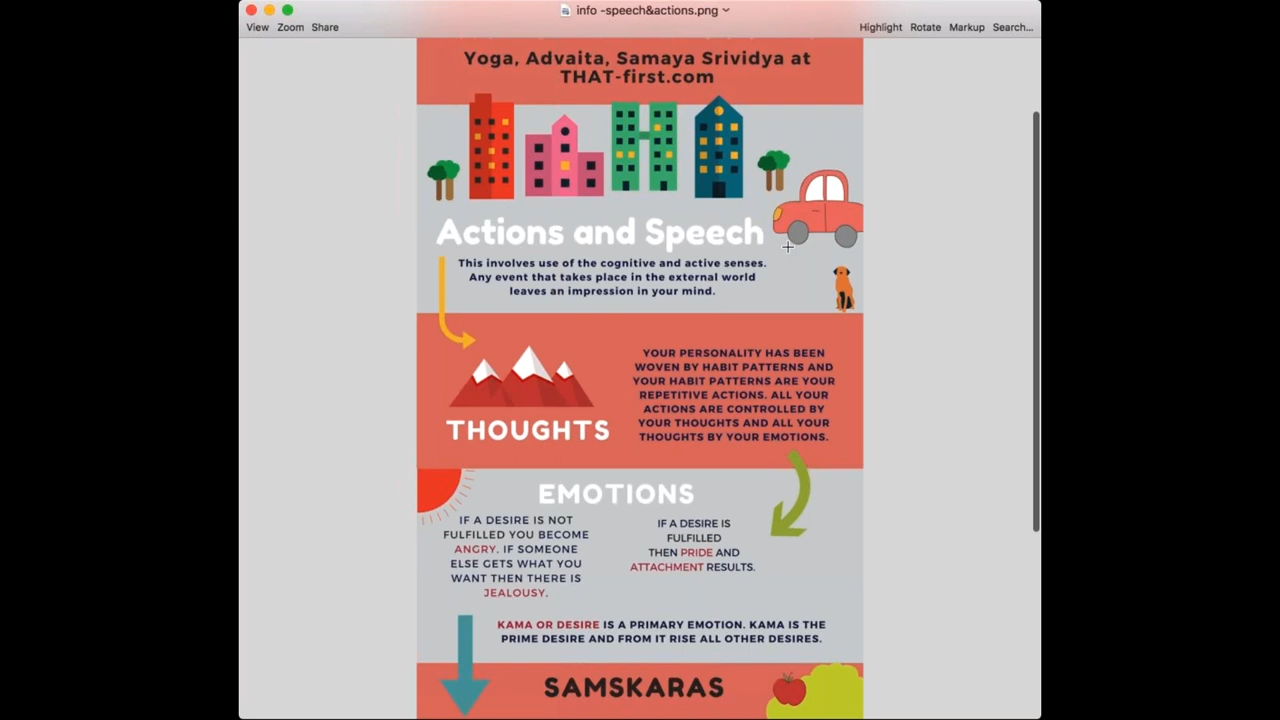 info -speech&actions.png
View Zoom Share
Highlight Rotate Markup Search...
Yoga, Advaita, Samaya Srividya at
THAT-first.com
Actions and Speech
This involves use of the cognitive and active senses.
Any event that takes place in the external world
leaves an impression in your mind.
THOUGHTS
YOUR PERSONALITY HAS BEEN
WOVEN BY HABIT PATTERNS AND
YOUR HABIT PATTERNS ARE YOUR
REPETITIVE ACTIONS. ALL YOUR
ACTIONS ARE CONTROLLED BY
YOUR THOUGHTS AND ALL YOUR
THOUGHTS BY YOUR EMOTIONS.
EMOTIONS
IF A DESIRE IS NOT
FULFILLED YOU BECOME
ANGRY. IF SOMEONE
ELSE GETS WHAT YOU
WANT THEN THERE IS
JEALOUSY.
IF A DESIRE IS
FULFILLED
THEN PRIDE AND
ATTACHMENT RESULTS.
KAMA OR DESIRE IS A PRIMARY EMOTION. KAMA IS THE
PRIME DESIRE AND FROM IT RISE ALL OTHER DESIRES.
SAMSKARAS